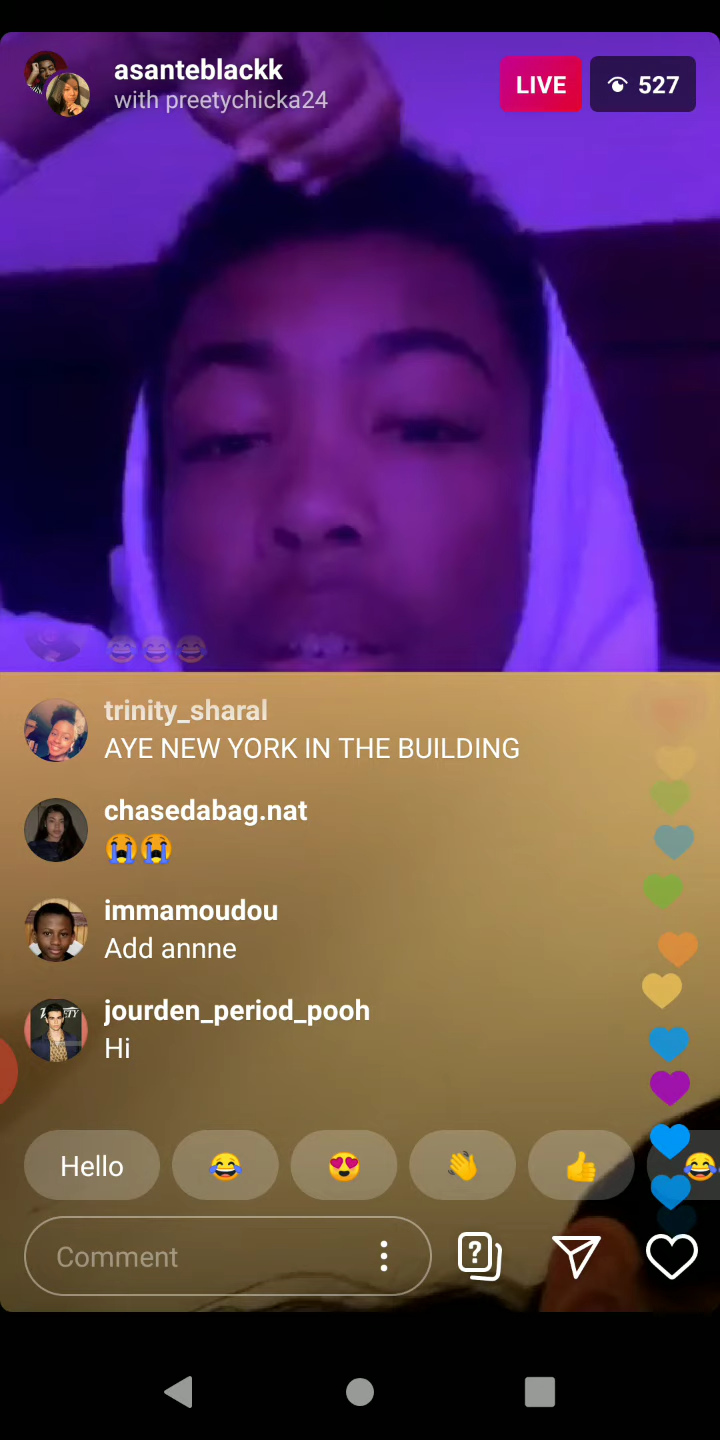 asanteblackk
with preetychicka24
LIVE
527
😂😂😂
trinity_sharal
AYE NEW YORK IN THE BUILDING
chasedabag.nat
😭😭
immamoudou
Add annne
jourden_period_pooh
Hi
Hello
😂
😍
👋
👍
😂
Comment